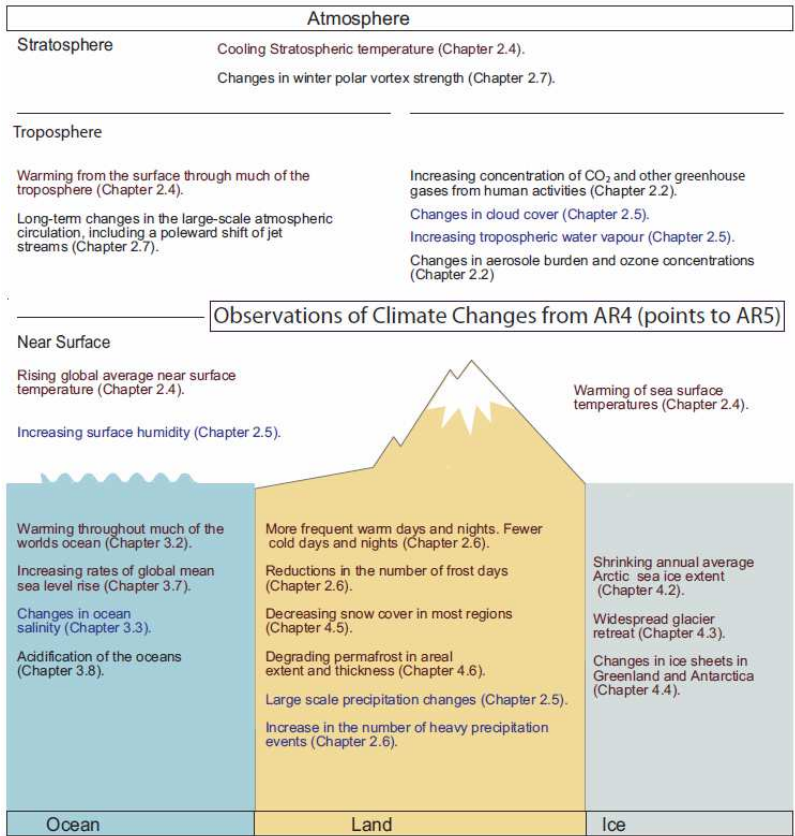 Atmosphere
Stratosphere
Cooling Stratospheric temperature (Chapter 2.4).
Changes in winter polar vortex strength (Chapter 2.7).
Troposphere
Warming from the surface through much of the
troposphere (Chapter 2.4).
Long-term changes in the large-scale atmospheric
circulation, including a poleward shift of jet
streams (Chapter 2.7).
Increasing concentration of CO₂ and other greenhouse
gases from human activities (Chapter 2.2).
Changes in cloud cover (Chapter 2.5).
Increasing tropospheric water vapour (Chapter 2.5).
Changes in aerosole burden and ozone concentrations
(Chapter 2.2)
Observations of Climate Changes from AR4 (points to AR5)
Near Surface
Rising global average near surface
temperature (Chapter 2.4).
Increasing surface humidity (Chapter 2.5).
Warming of sea surface
temperatures (Chapter 2.4).
Warming throughout much of the
worlds ocean (Chapter 3.2).
Increasing rates of global mean
sea level rise (Chapter 3.7).
Changes in ocean
salinity (Chapter 3.3).
Acidification of the oceans
(Chapter 3.8).
More frequent warm days and nights. Fewer
cold days and nights (Chapter 2.6).
Reductions in the number of frost days
(Chapter 2.6).
Decreasing snow cover in most regions
(Chapter 4.5).
Degrading permafrost in areal
extent and thickness (Chapter 4.6).
Large scale precipitation changes (Chapter 2.5).
Increase in the number of heavy precipitation
events (Chapter 2.6).
Shrinking annual average
Arctic sea ice extent
(Chapter 4.2).
Widespread glacier
retreat (Chapter 4.3).
Changes in ice sheets in
Greenland and Antarctica
(Chapter 4.4).
Ocean
Land
Ice